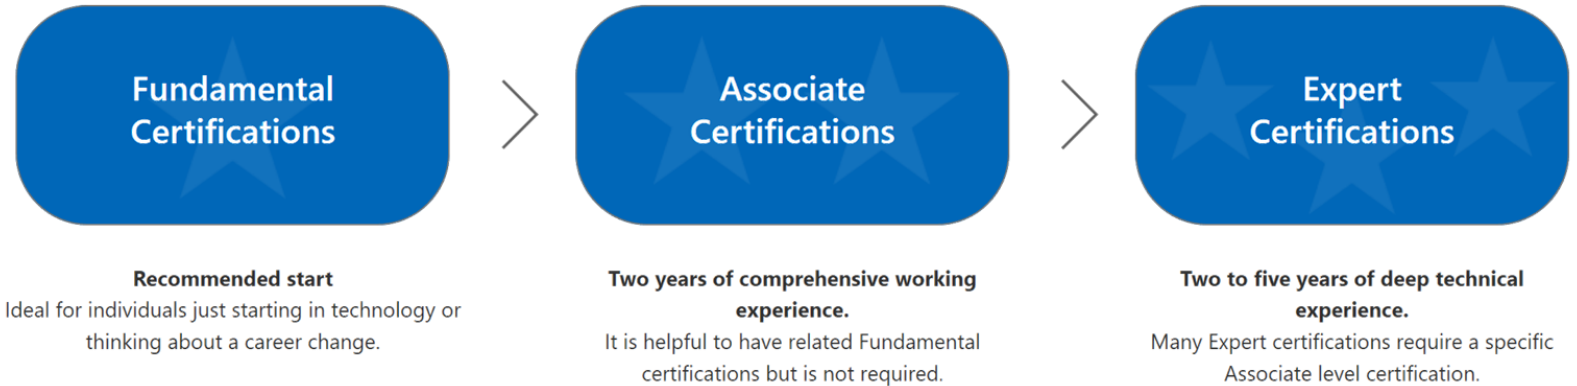 Fundamental
Certifications
Recommended start
Ideal for individuals just starting in technology or
thinking about a career change.
Associate
Certifications
Two years of comprehensive working
experience.
It is helpful to have related Fundamental
certifications but is not required.
Expert
Certifications
Two to five years of deep technical
experience.
Many Expert certifications require a specific
Associate level certification.